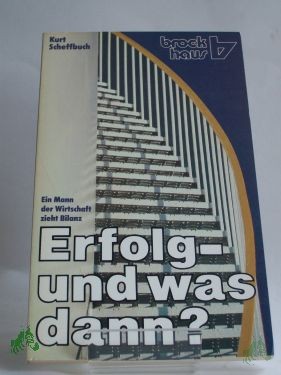 Kurt
Scheffbuch
brock
haus
Ein Mann
der Wirtschaft
zieht Bilanz
Erfolg-
und was
dann?